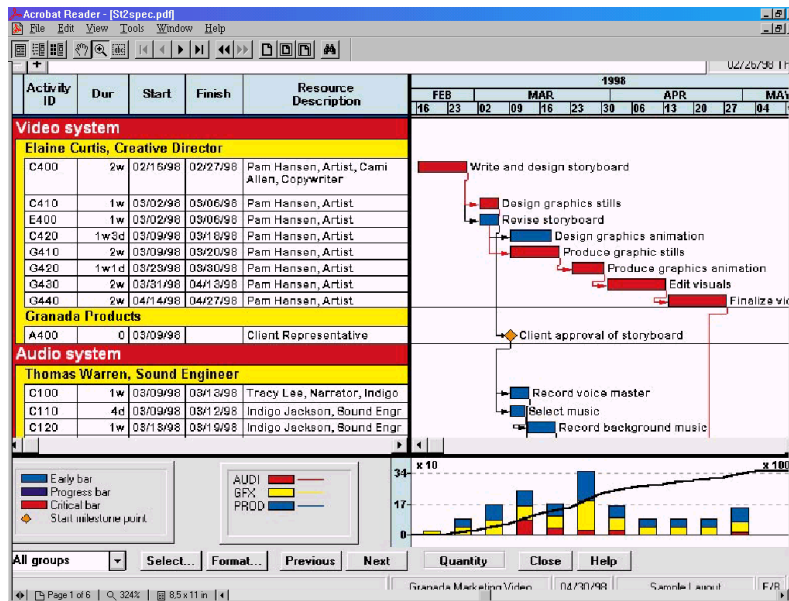 Acrobat Reader - [St2spec.pdf]
File Edit View Tools Window Help
02/26/98
Activity ID Dur Start Finish Resource Description
1998
FEB MAR APR MAY
16 23 02 09 16 23 30 06 13 20 27 04
Video system
Elaine Curtis, Creative Director
C400 2w 02/16/98 02/27/98 Pam Hansen, Artist, Cami Write and design storyboard
Allen, Copywriter
C410 1w 03/02/98 03/06/98 Pam Hansen, Artist Design graphics stills
E400 1w 03/02/98 03/06/98 Pam Hansen, Artist Revise storyboard
C420 1w3d 03/09/98 03/18/98 Pam Hansen, Artist Design graphics animation
G410 2w 03/09/98 03/20/98 Pam Hansen, Artist Produce graphic stills
G420 1w1d 03/23/98 03/30/98 Pam Hansen, Artist Produce graphics animation
G430 2w 03/31/98 04/13/98 Pam Hansen, Artist Edit visuals
G440 2w 04/14/98 04/27/98 Pam Hansen, Artist Finalize vid
Granada Products
A400 0 03/09/98 Client Representative Client approval of storyboard
Audio system
Thomas Warren, Sound Engineer
C100 1w 03/09/98 03/13/98 Tracy Lee, Narrator, Indigo Record voice master
C110 4d 03/09/98 03/12/98 Indigo Jackson, Sound Engr Select music
C120 1w 03/13/98 03/19/98 Indigo Jackson, Sound Engr Record background music
Early bar
Progress bar
Critical bar
Start milestone point
AUDI
GFX
PROD
x 10 x 100
34
17
0
All groups Select... Format... Previous Next Quantity Close Help
Granada Marketing Video 04/30/98 Sample Layout F/B
Page 1 of 6 324% 8,5 x 11 in